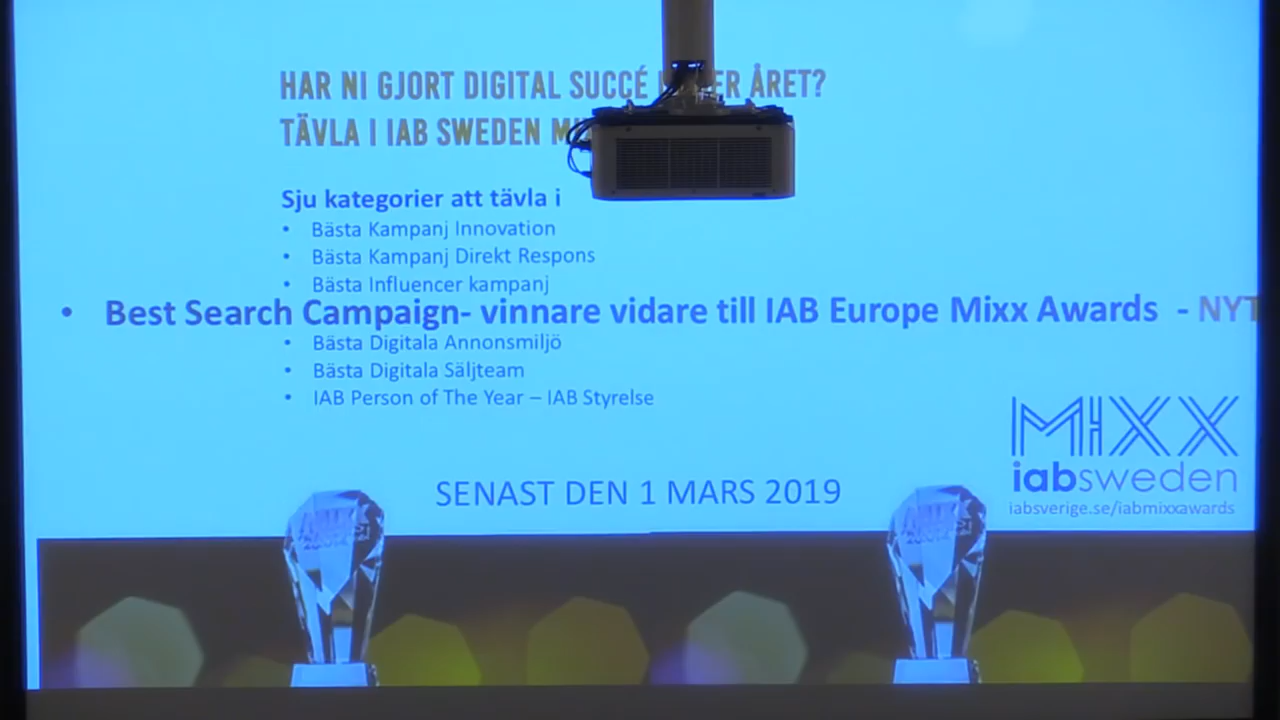 HAR NI GJORT DIGITAL SUCCÉ ÅRET?
TÄVLA I IAB SWEDEN
Sju kategorier att tävla i
• Bästa Kampanj Innovation
• Bästa Kampanj Direkt Respons
• Bästa Influencer kampanj
• Best Search Campaign- vinnare vidare till IAB Europe Mixx Awards - NYT
• Bästa Digitala Annonsmiljö
• Bästa Digitala Säljteam
• IAB Person of The Year – IAB Styrelse
MIXX
iabsweden
iabsverige.se/iabmixxawards
SENAST DEN 1 MARS 2019